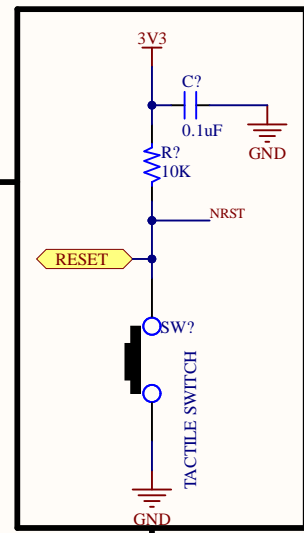 3V3
C?
0.1uF
GND
R?
10K
NRST
RESET
SW?
TACTILE SWITCH
GND